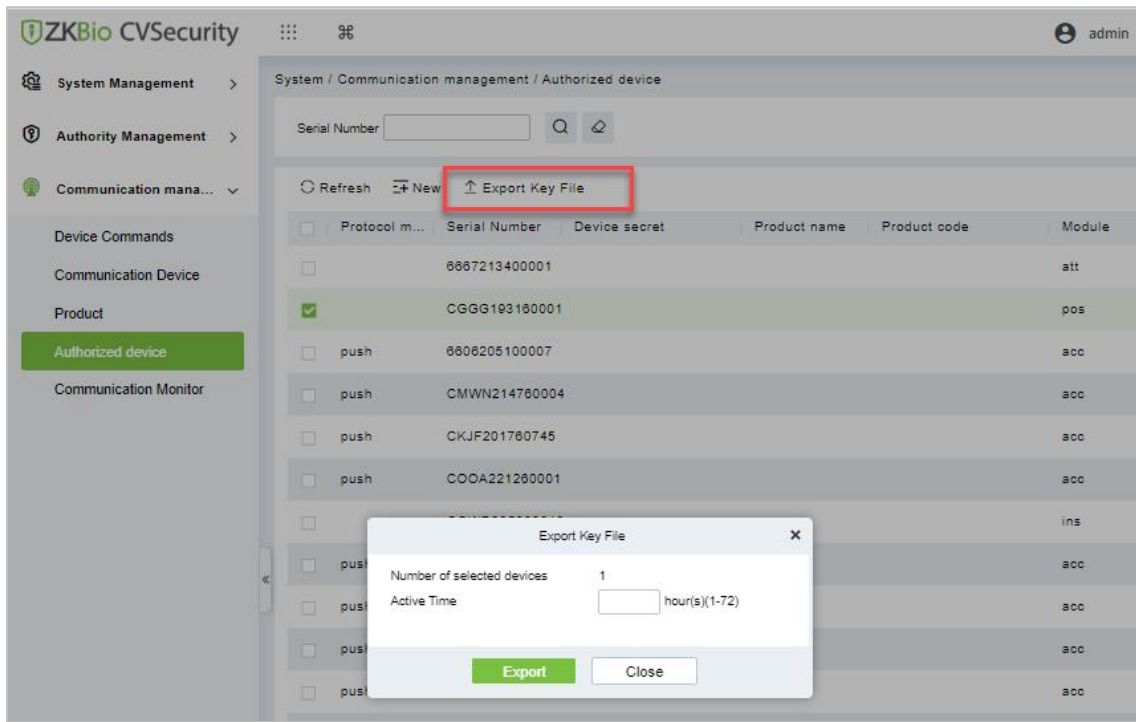 ZKBio CVSecurity
admin
System Management
Authority Management
Communication mana...
Device Commands
Communication Device
Product
Authorized device
Communication Monitor
System / Communication management / Authorized device
Serial Number
Refresh New Export Key File
Protocol m... Serial Number Device secret Product name Product code Module
6667213400001 att
CGGG193160001 pos
push 6606205100007 acc
push CMWN214760004 acc
push CKJF201760745 acc
push COOA221260001 acc
ins
push acc
push acc
push acc
push acc
Export Key File
Number of selected devices 1
Active Time hour(s)(1-72)
Export Close